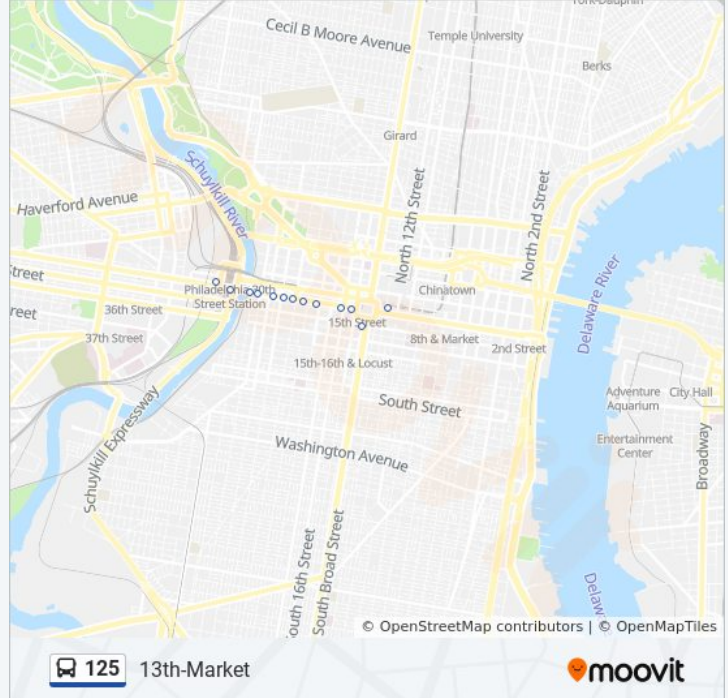 York-Dauphin
Cecil B Moore Avenue
Temple University
Berks
Girard
Schuylkill River
Haverford Avenue
North 12th Street
North 2nd Street
Street
Philadelphia 30th
Street Station
Chinatown
Delaware River
36th Street
15th Street
37th Street
8th & Market
2nd Street
15th-16th & Locust
Adventure
Aquarium
City Hall
South Street
Schuylkill Expressway
Washington Avenue
Entertainment
Center
Broadway
South 16th Street
South Broad Street
Delawa
© OpenStreetMap contributors | © OpenMapTiles
125 13th-Market
moovit